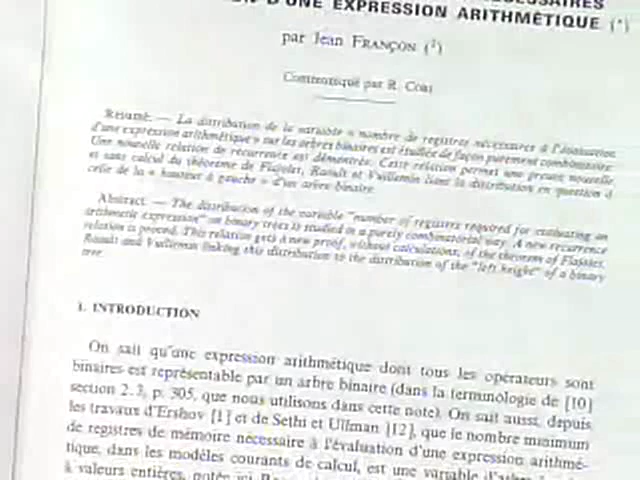 D'UNE EXPRESSION ARITHMÉTIQUE (*)
par Jean FRANÇON (²)
Communiqué par R. CORI
Résumé. — La distribution de la variable « nombre de registres nécessaires à l'évaluation
d'une expression arithmétique » sur les arbres binaires est étudiée de façon purement combinatoire.
Une nouvelle relation de récurrence est démontrée. Cette relation permet une preuve nouvelle
et sans calcul du théorème de Flajolet, Raoult et Vuillemin liant la distribution en question à
celle de la « hauteur à gauche » d'un arbre binaire.
Abstract. — The distribution of the variable "number of registers required for evaluating an
arithmetic expression" on binary trees is studied in a purely combinatorial way. A new recurrence
relation is proved. This relation gets a new proof, without calculations, of the theorem of Flajolet,
Raoult and Vuillemin linking this distribution to the distribution of the "left height" of a binary
tree.
1. INTRODUCTION
On sait qu'une expression arithmétique dont tous les opérateurs sont
binaires est représentable par un arbre binaire (dans la terminologie de [10]
section 2.3, p. 305, que nous utilisons dans cette note). On sait aussi, depuis
les travaux d'Ershov [1] et de Sethi et Ullman [12], que le nombre minimum
de registres de mémoire nécessaire à l'évaluation d'une expression arithmé-
tique, dans les modèles courants de calcul, est une variable
à valeurs entières, notée ici